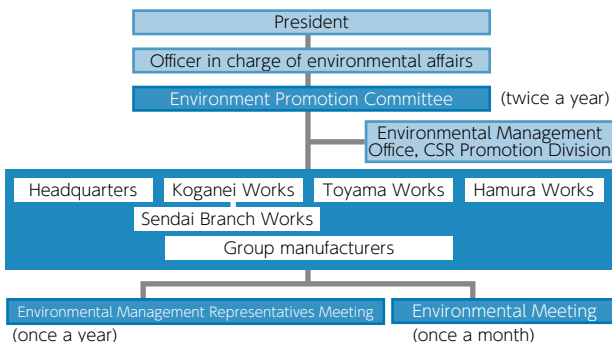 President
Officer in charge of environmental affairs
Environment Promotion Committee
(twice a year)
Environmental Management
Office, CSR Promotion Division
Headquarters
Koganei Works
Toyama Works
Hamura Works
Sendai Branch Works
Group manufacturers
Environmental Management Representatives Meeting
Environmental Meeting
(once a year)
(once a month)